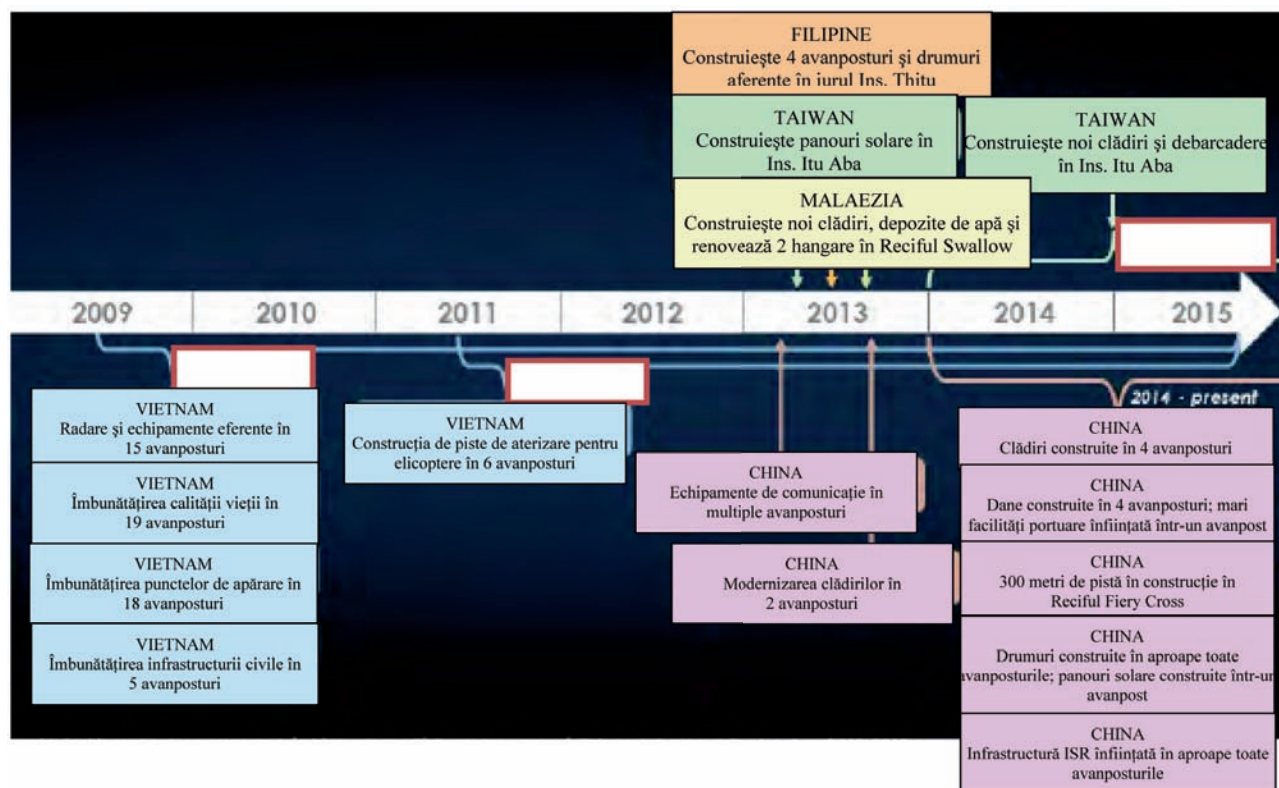 FILIPINE
Construieşte 4 avanposturi şi drumuri
aferente în jurul Ins. Thitu
TAIWAN
Construieşte panouri solare în
Ins. Itu Aba
TAIWAN
Construieşte noi clădiri şi debarcadere
în Ins. Itu Aba
MALAEZIA
Construieşte noi clădiri, depozite de apă şi
renovează 2 hangare în Reciful Swallow
2009 2010 2011 2012 2013 2014 2015
2014 - present
VIETNAM
Radare şi echipamente eferente în
15 avanposturi
VIETNAM
Îmbunătăţirea calităţii vieţii în
19 avanposturi
VIETNAM
Îmbunătăţirea punctelor de apărare în
18 avanposturi
VIETNAM
Îmbunătăţirea infrastructurii civile în
5 avanposturi
VIETNAM
Construcţia de piste de aterizare pentru
elicoptere în 6 avanposturi
CHINA
Echipamente de comunicaţie în
multiple avanposturi
CHINA
Modernizarea clădirilor în
2 avanposturi
CHINA
Clădiri construite în 4 avanposturi
CHINA
Dane construite în 4 avanposturi; mari
facilităţi portuare înfiinţată într-un avanpost
CHINA
300 metri de pistă în construcţie în
Reciful Fiery Cross
CHINA
Drumuri construite în aproape toate
avanposturile; panouri solare construite într-un
avanpost
CHINA
Infrastructură ISR înfiinţată în aproape toate
avanposturile